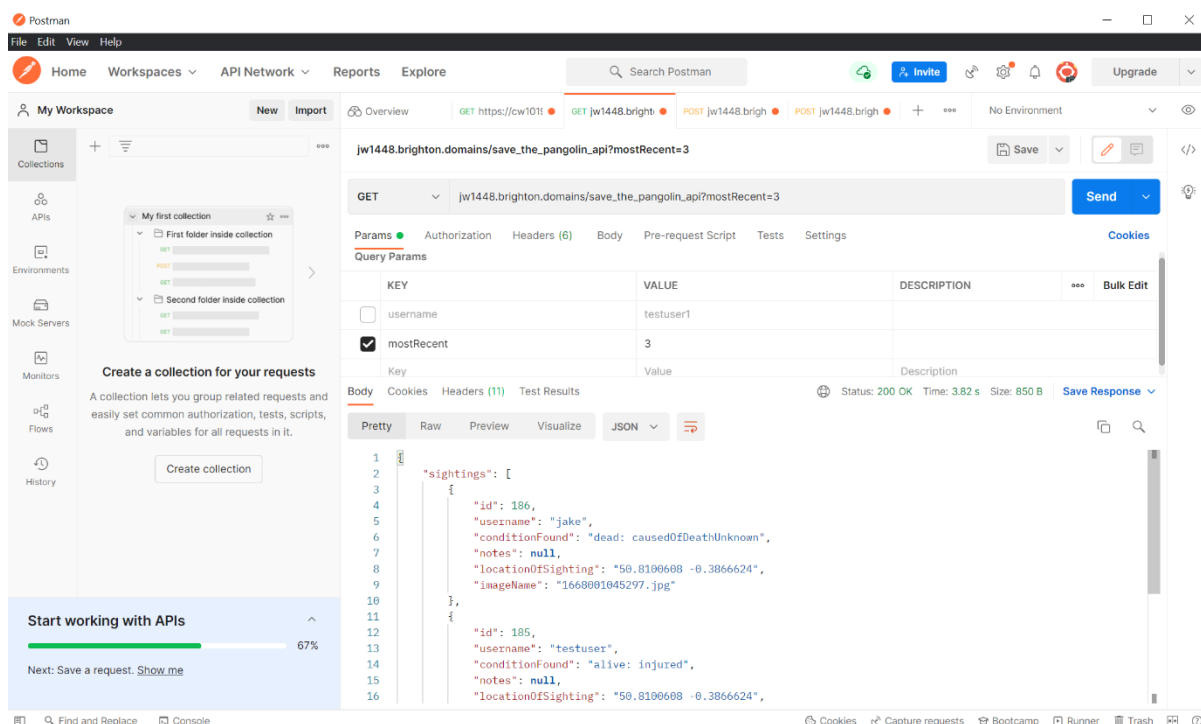 Postman
File Edit View Help
Home Workspaces API Network Reports Explore Search Postman Invite Upgrade
My Workspace New Import Overview GET https://cw1019 GET jw1448.bright POST jw1448.brigh POST jw1448.brigh No Environment
Collections
APIs
Environments
Mock Servers
Monitors
Flows
History
My first collection
First folder inside collection
GET
POST
GET
Second folder inside collection
GET
GET
Create a collection for your requests
A collection lets you group related requests and
easily set common authorization, tests, scripts,
and variables for all requests in it.
Create collection
Start working with APIs
67%
Next: Save a request. Show me
jw1448.brighton.domains/save_the_pangolin_api?mostRecent=3 Save
GET jw1448.brighton.domains/save_the_pangolin_api?mostRecent=3 Send
Params Authorization Headers (6) Body Pre-request Script Tests Settings Cookies
Query Params
KEY VALUE DESCRIPTION Bulk Edit
username testuser1
mostRecent 3
Key Value Description
Body Cookies Headers (11) Test Results Status: 200 OK Time: 3.82 s Size: 850 B Save Response
Pretty Raw Preview Visualize JSON
1 {
2 "sightings": [
3 {
4 "id": 186,
5 "username": "jake",
6 "conditionFound": "dead: causedOfDeathUnknown",
7 "notes": null,
8 "locationOfSighting": "50.8100608 -0.3866624",
9 "imageName": "1668001045297.jpg"
10 },
11 {
12 "id": 185,
13 "username": "testuser",
14 "conditionFound": "alive: injured",
15 "notes": null,
16 "locationOfSighting": "50.8100608 -0.3866624",
Find and Replace Console Cookies Capture requests Bootcamp Runner Trash